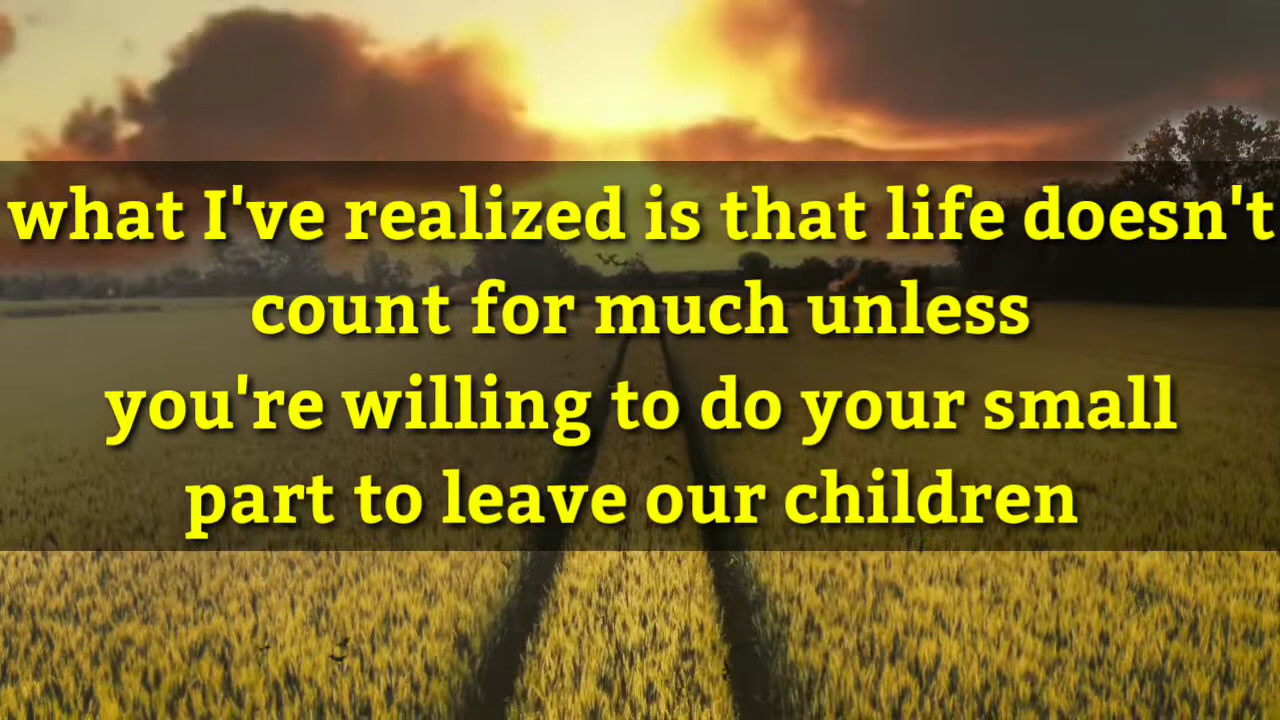 what I've realized is that life doesn't
count for much unless
you're willing to do your small
part to leave our children